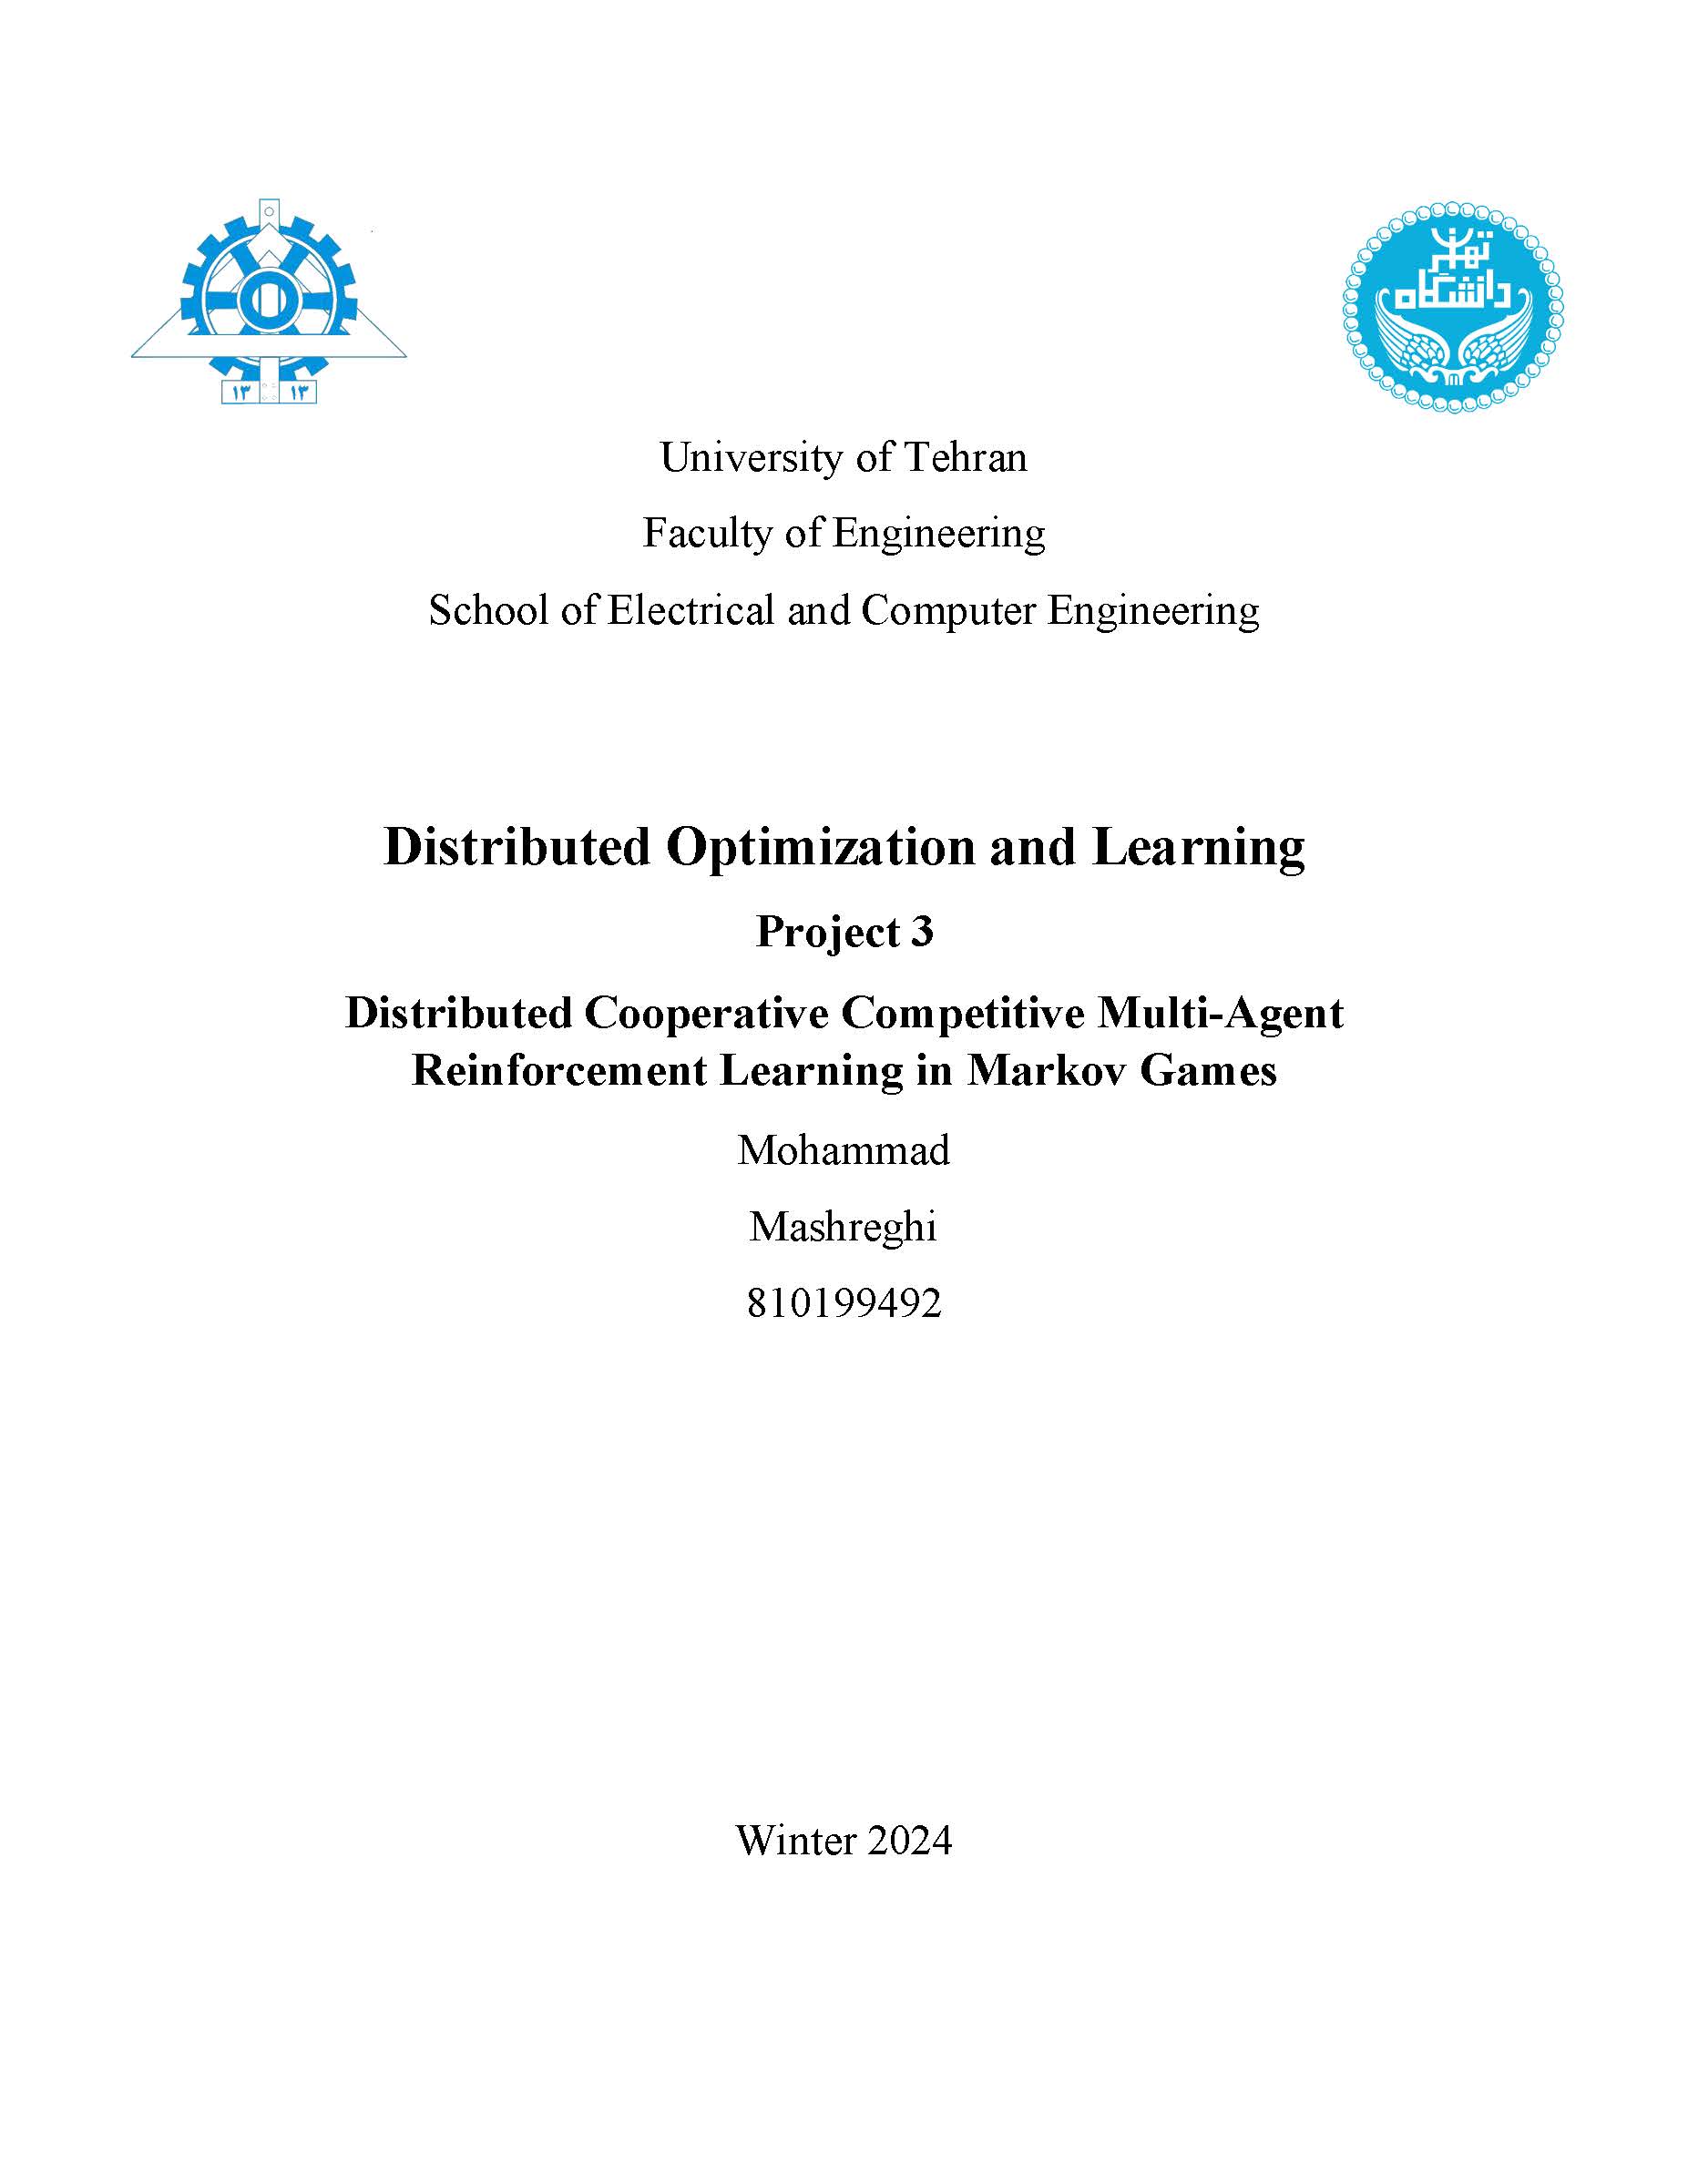 ۱۳ ۱۳
دانشگاه
تهران
University of Tehran
Faculty of Engineering
School of Electrical and Computer Engineering
Distributed Optimization and Learning
Project 3
Distributed Cooperative Competitive Multi-Agent
Reinforcement Learning in Markov Games
Mohammad
Mashreghi
810199492
Winter 2024